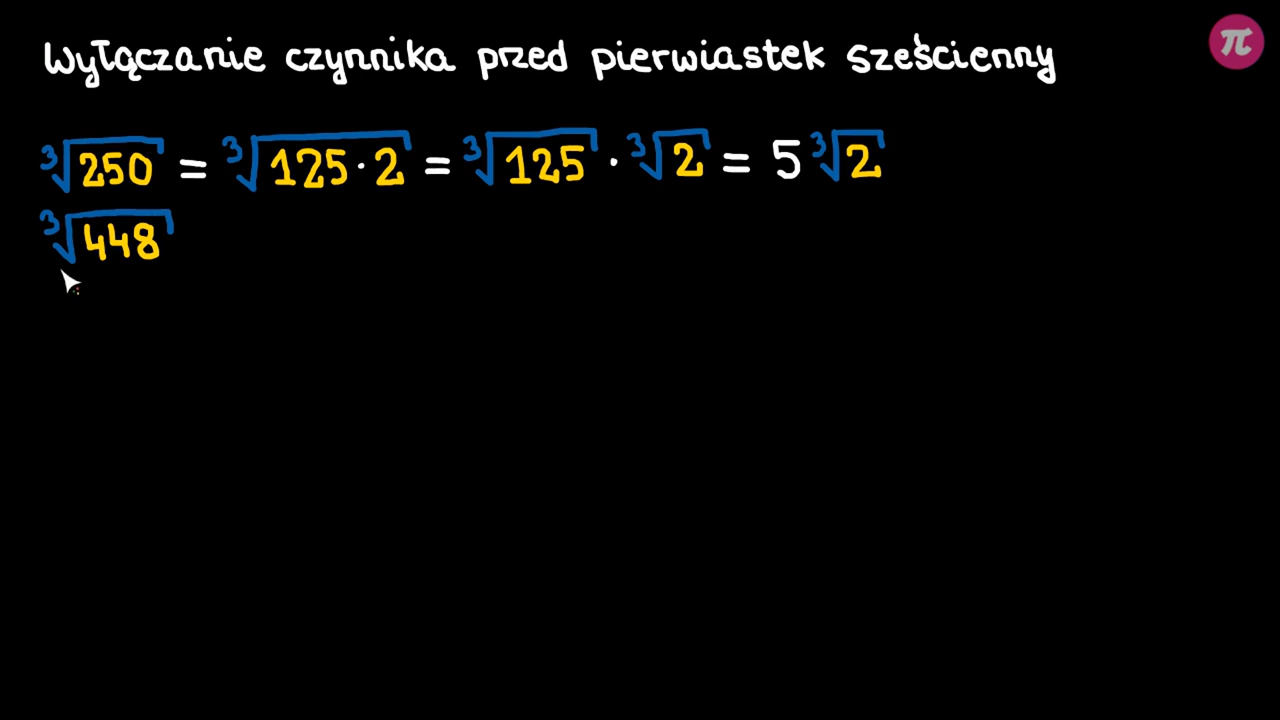 Wyłączanie czynnika przed pierwiastek sześcienny
π
∛250 = ∛125·2 = ∛125 · ∛2 = 5 ∛2
∛448